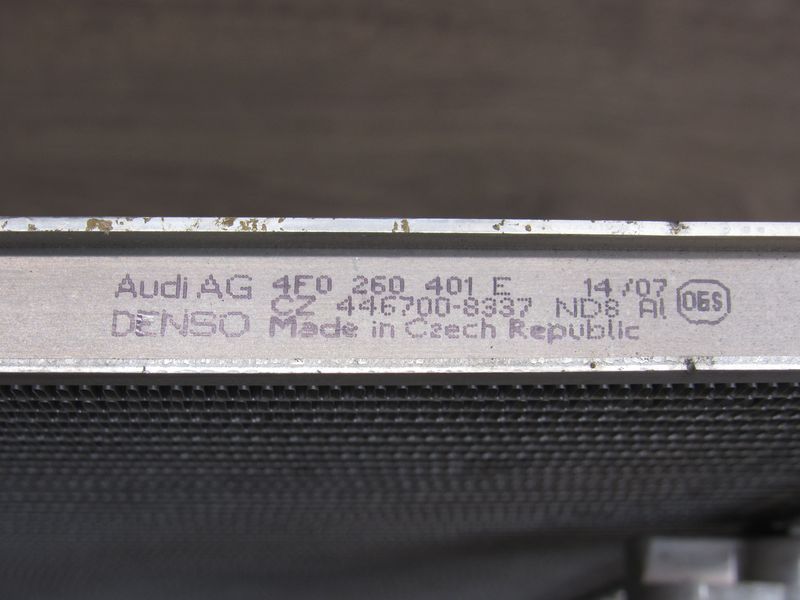 Audi AG 4F0 260 401 E 14/07
CZ 446700-8337 ND8 Al
DENSO Made in Czech Republic
OES